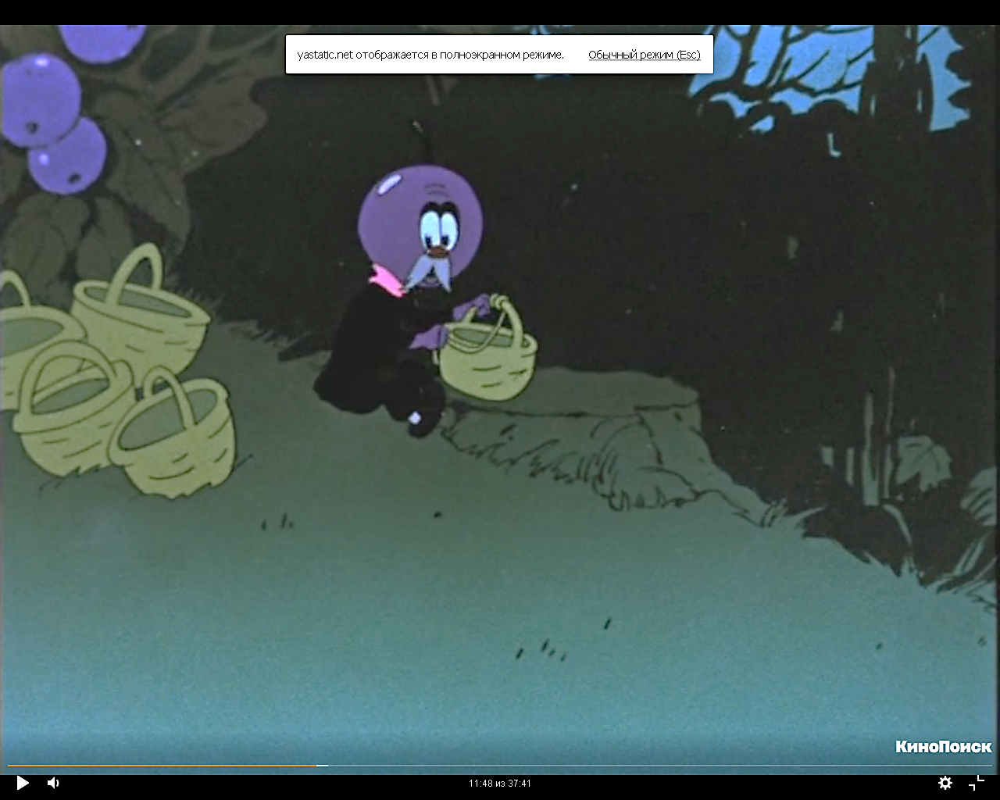 yastatic.net отображается в полноэкранном режиме. Обычный режим (Esc)
КиноПоиск
11:48 из 37:41